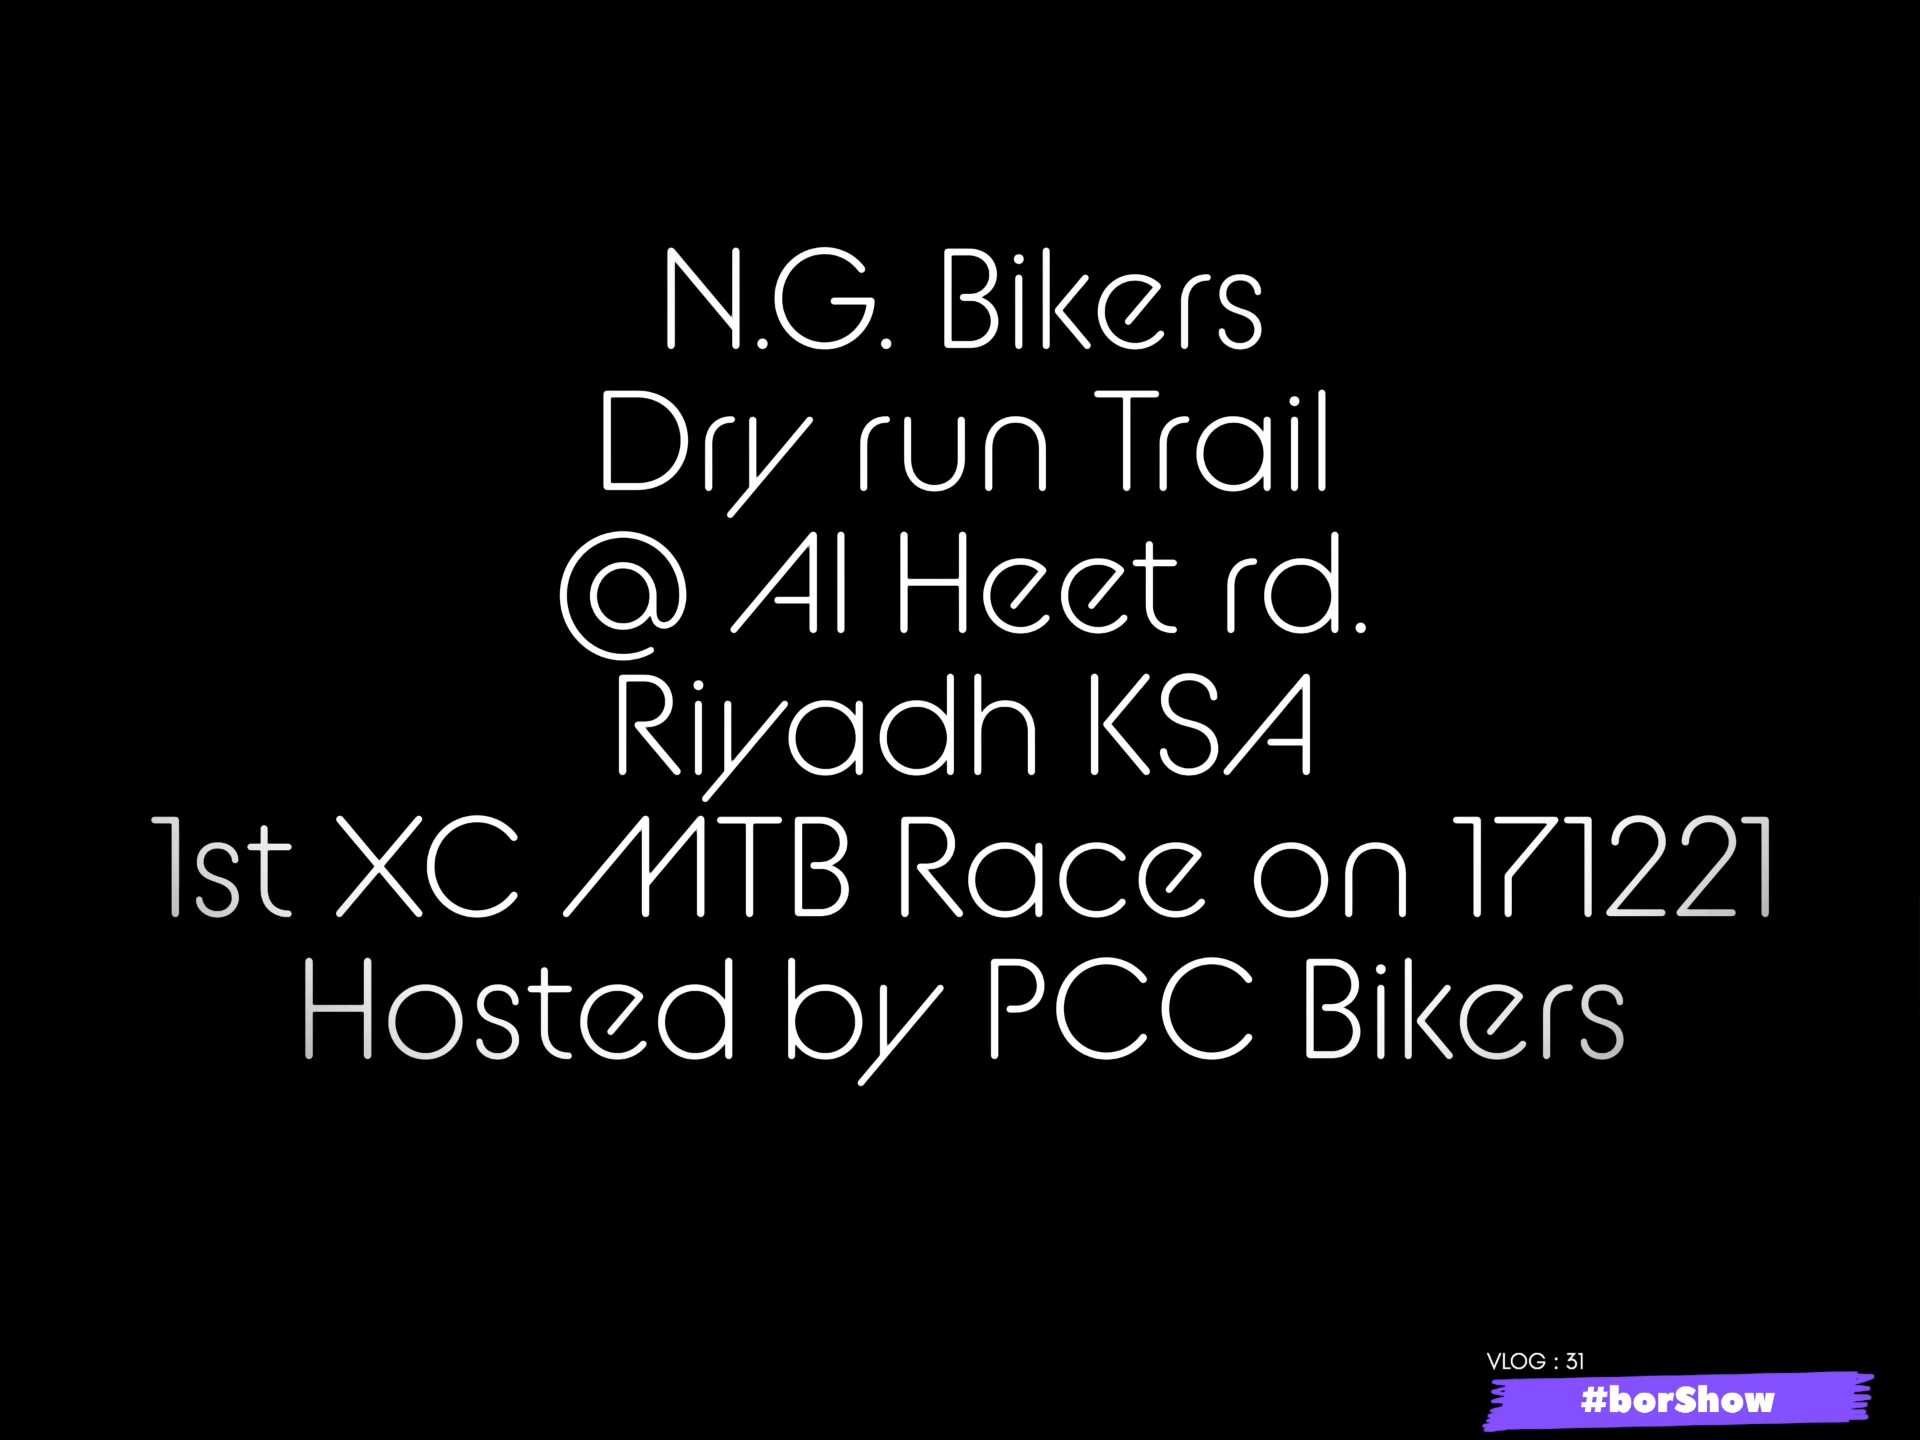 N.G. Bikers
Dry run Trail
@ Al Heet rd.
Riyadh KSA
1st XC MTB Race on 171221
Hosted by PCC Bikers
VLOG : 31
#borShow